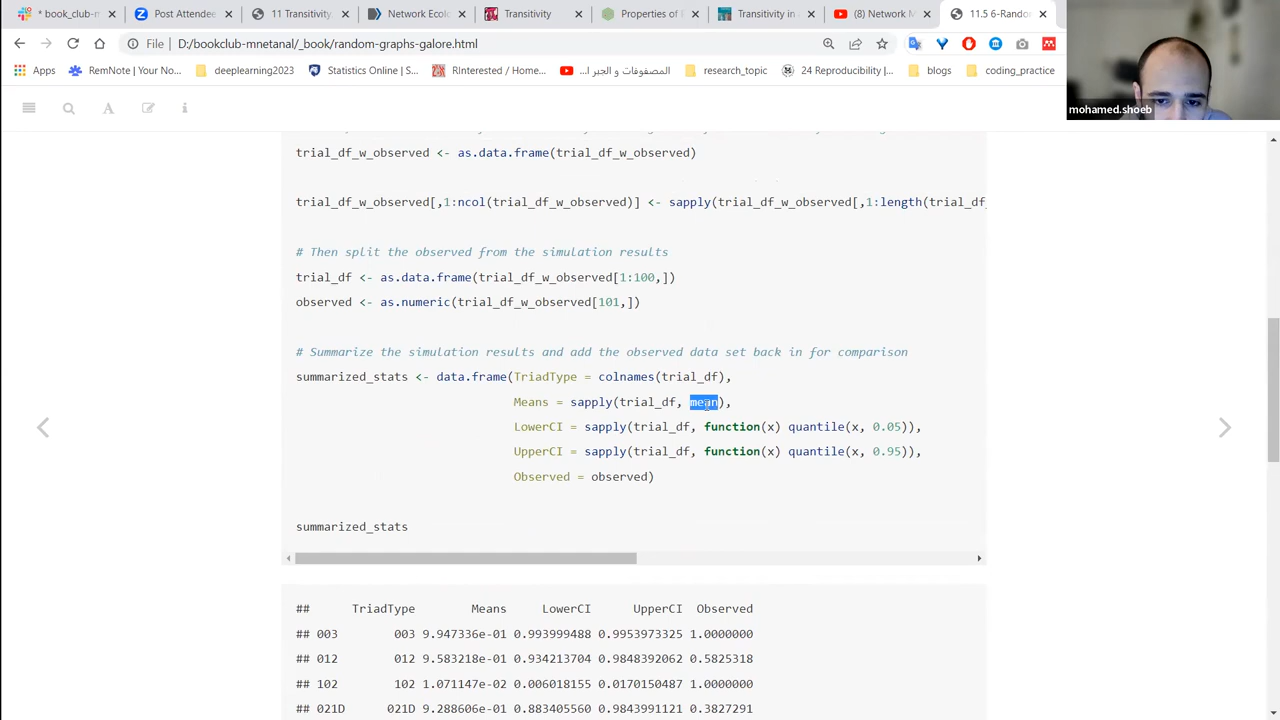 * book_club-m
Post Attende
11 Transitivity.
Network Ecol
Transitivity
Properties of
Transitivity in
(8) Network M
11.5 6-Rando
File D:/bookclub-mnetanal/_book/random-graphs-galore.html
Apps RemNote | Your No... deeplearning2023 Statistics Online | S... RInterested / Home... المصفوفات و الجبر ا... research_topic 24 Reproducibility |... blogs coding_practice
mohamed.shoeb
trial_df_w_observed <- as.data.frame(trial_df_w_observed)
trial_df_w_observed[,1:ncol(trial_df_w_observed)] <- sapply(trial_df_w_observed[,1:length(trial_df_
# Then split the observed from the simulation results
trial_df <- as.data.frame(trial_df_w_observed[1:100,])
observed <- as.numeric(trial_df_w_observed[101,])
# Summarize the simulation results and add the observed data set back in for comparison
summarized_stats <- data.frame(TriadType = colnames(trial_df),
Means = sapply(trial_df, mean),
LowerCI = sapply(trial_df, function(x) quantile(x, 0.05)),
UpperCI = sapply(trial_df, function(x) quantile(x, 0.95)),
Observed = observed)
summarized_stats
## TriadType Means LowerCI UpperCI Observed
## 003 003 9.947336e-01 0.993999488 0.9953973325 1.0000000
## 012 012 9.583218e-01 0.934213704 0.9848392062 0.5825318
## 102 102 1.071147e-02 0.006018155 0.0170150487 1.0000000
## 021D 021D 9.288606e-01 0.883405560 0.9843991121 0.3827291